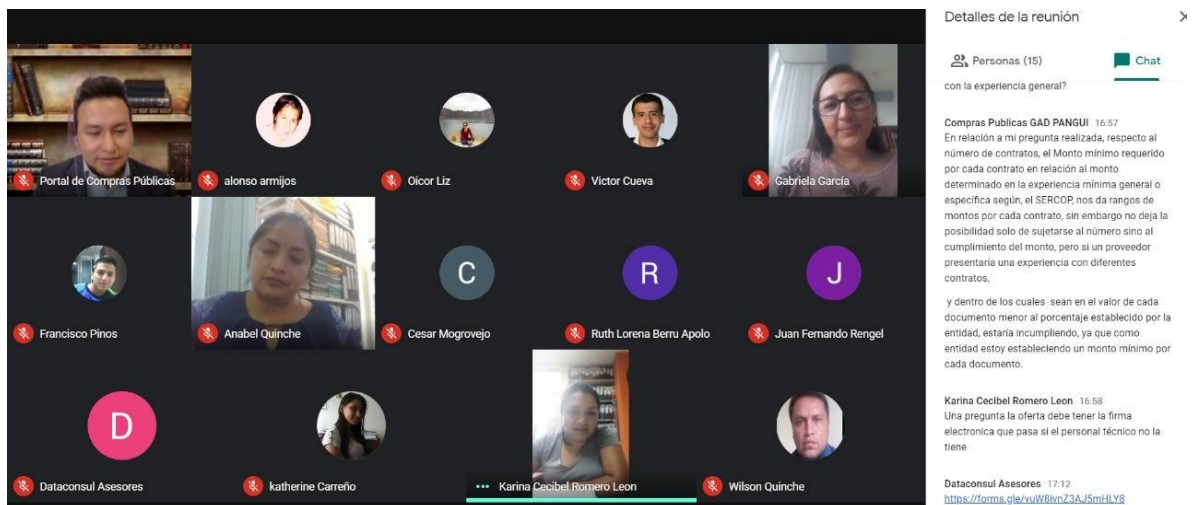 Portal de Compras Públicas
alonso armijos
Oicor Liz
Victor Cueva
Gabriela García
Francisco Pinos
Anabel Quinche
C
Cesar Mogrovejo
R
Ruth Lorena Berru Apolo
J
Juan Fernando Rengel
D
Dataconsul Asesores
katherine Carreño
Karina Cecibel Romero Leon
Wilson Quinche
Detalles de la reunión
Personas (15)
Chat
con la experiencia general?
Compras Publicas GAD PANGUI 16:57
En relación a mi pregunta realizada, respecto al
número de contratos, el Monto mínimo requerido
por cada contrato en relación al monto
determinado en la experiencia mínima general o
específica según, el SERCOP, nos da rangos de
montos por cada contrato, sin embargo no deja la
posibilidad solo de sujetarse al número sino al
cumplimiento del monto, pero si un proveedor
presentaría una experiencia con diferentes
contratos,
y dentro de los cuales sean en el valor de cada
documento menor al porcentaje establecido por la
entidad, estaría incumpliendo, ya que como
entidad estoy estableciendo un monto mínimo por
cada documento.
Karina Cecibel Romero Leon 16:58
Una pregunta la oferta debe tener la firma
electronica que pasa si el personal técnico no la
tiene
Dataconsul Asesores 17:12